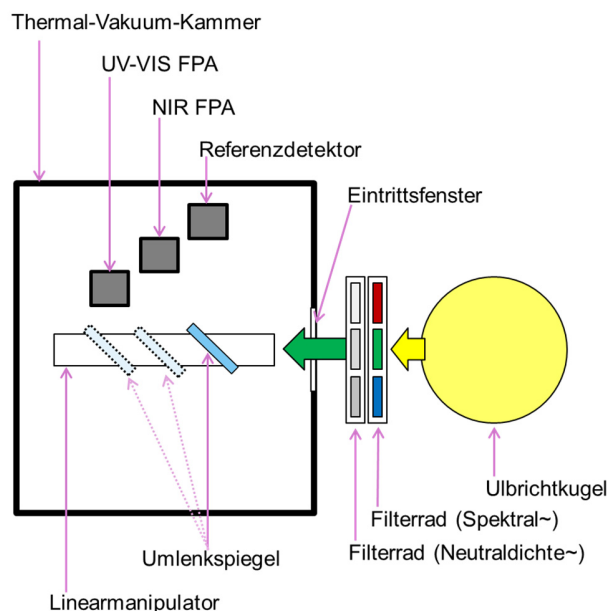 Thermal-Vakuum-Kammer
UV-VIS FPA
NIR FPA
Referenzdetektor
Eintrittsfenster
Ulbrichtkugel
Filterrad (Spektral~)
Filterrad (Neutraldichte~)
Umlenkspiegel
Linearmanipulator